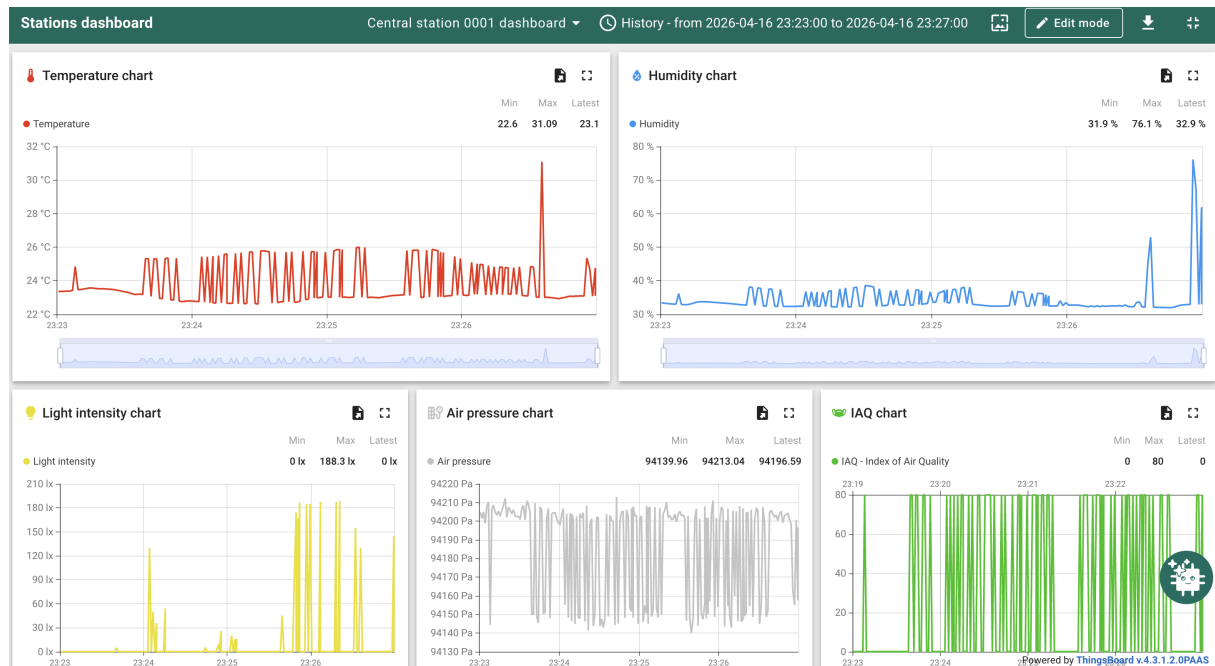 Stations dashboard
Central station 0001 dashboard
History - from 2026-04-16 23:23:00 to 2026-04-16 23:27:00
Edit mode
Temperature chart
Min Max Latest
Temperature 22.6 31.09 23.1
32 °C
30 °C
28 °C
26 °C
24 °C
22 °C
23:23 23:24 23:25 23:26
Humidity chart
Min Max Latest
Humidity 31.9 % 76.1 % 32.9 %
80 %
70 %
60 %
50 %
40 %
30 %
23:23 23:24 23:25 23:26
Light intensity chart
Min Max Latest
Light intensity 0 lx 188.3 lx 0 lx
210 lx
180 lx
150 lx
120 lx
90 lx
60 lx
30 lx
0 lx
23:23 23:24 23:25 23:26
Air pressure chart
Min Max Latest
Air pressure 94139.96 94213.04 94196.59
94220 Pa
94210 Pa
94200 Pa
94190 Pa
94180 Pa
94170 Pa
94160 Pa
94150 Pa
94140 Pa
94130 Pa
23:23 23:24 23:25 23:26
IAQ chart
Min Max Latest
IAQ - Index of Air Quality 0 80 0
23:19 23:20 23:21 23:22
80
60
40
20
0
23:23 23:24
Powered by ThingsBoard v.4.3.1.2.0PAAS